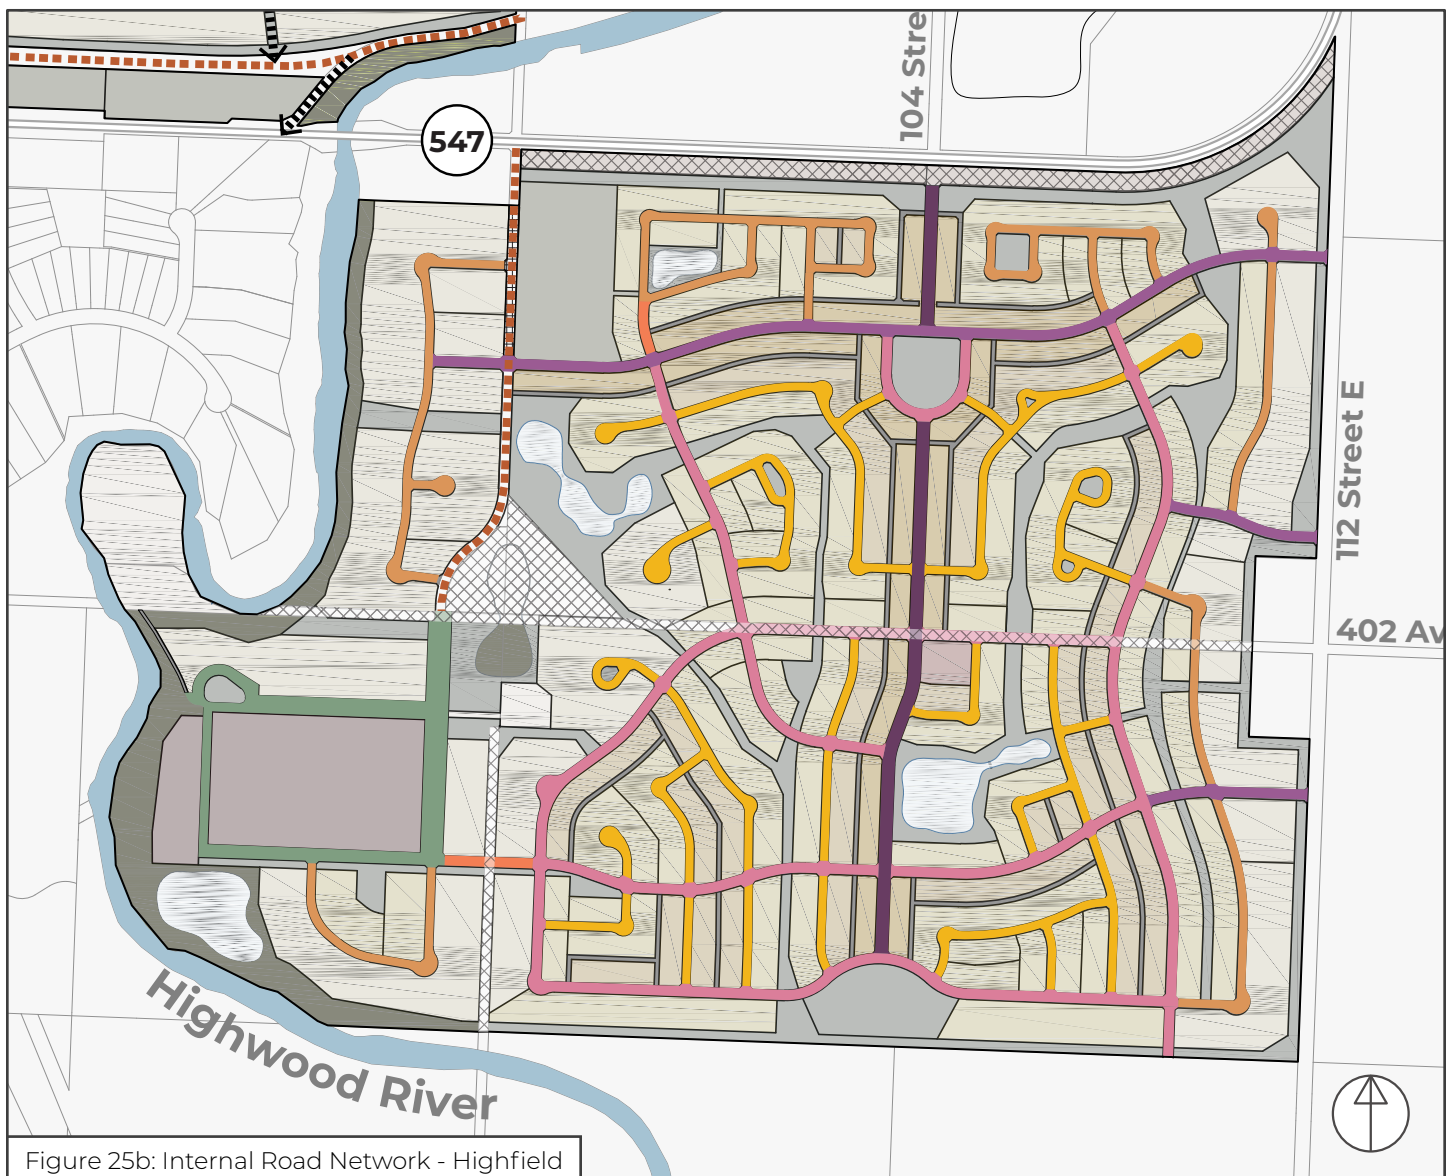 104 Stre
547
112 Street E
402 Av
Highwood River
Figure 25b: Internal Road Network - Highfield